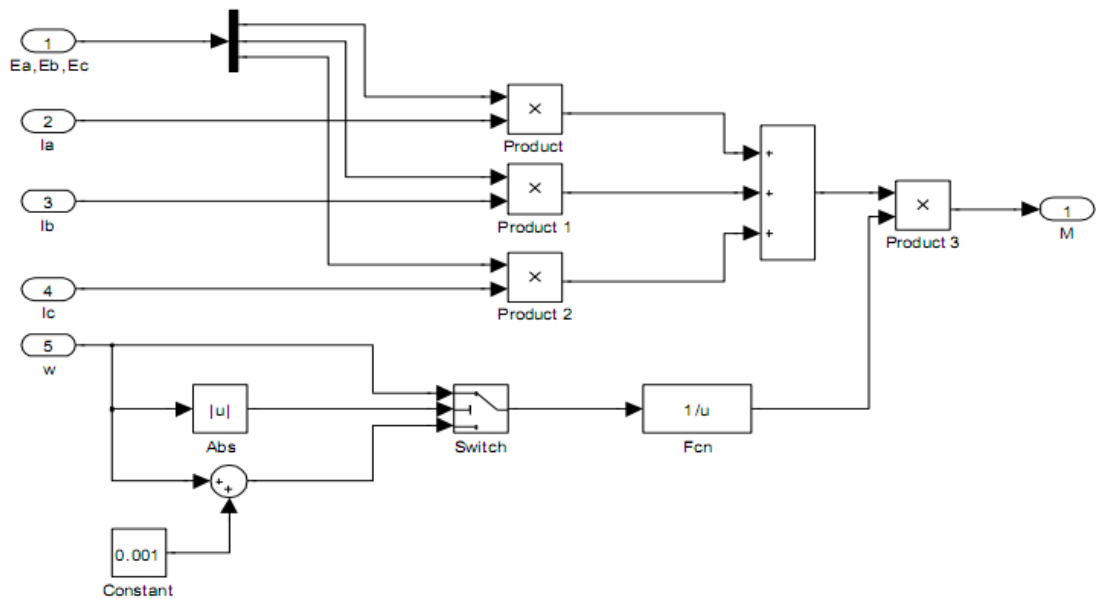 1
Ea,Eb,Ec
2
Ia
×
Product
3
Ib
×
Product 1
4
Ic
×
Product 2
+
+
+
×
Product 3
1
M
5
w
|u|
Abs
Switch
1/u
Fcn
+
+
0.001
Constant